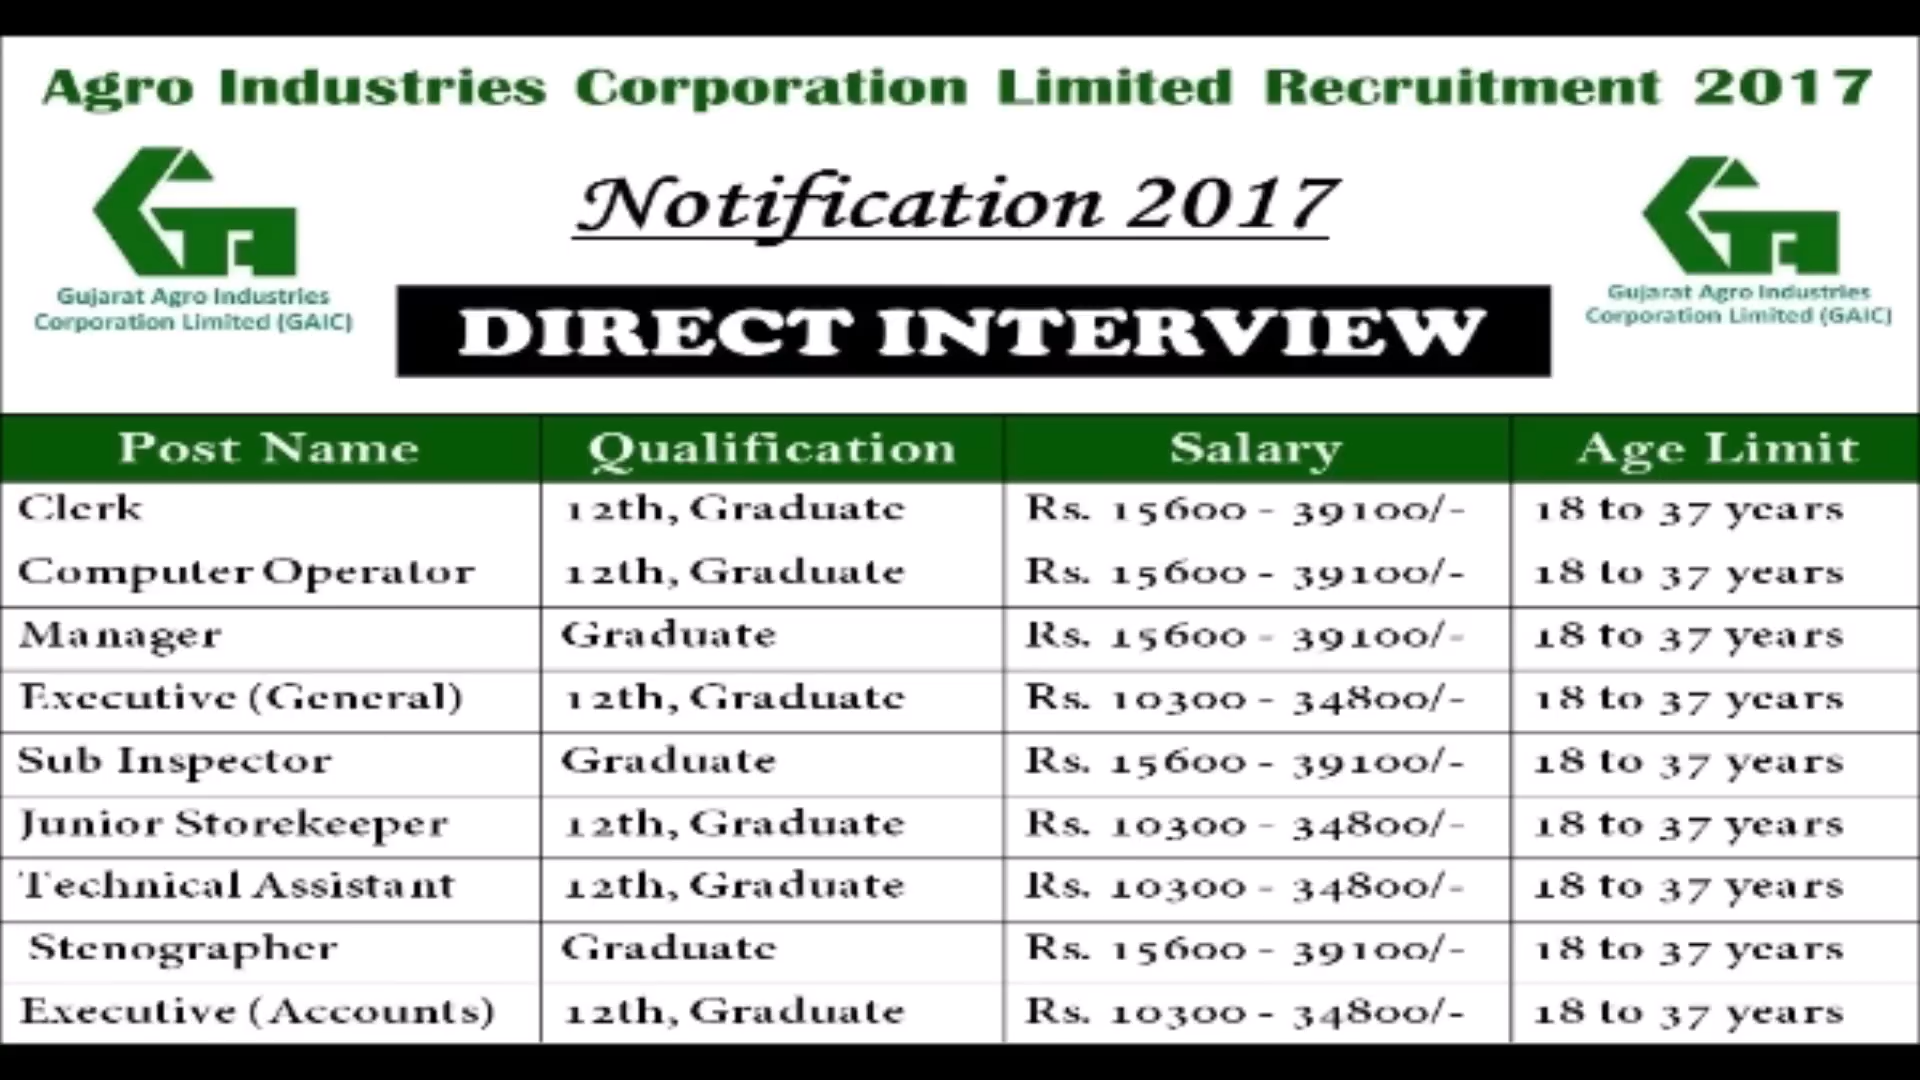 Agro Industries Corporation Limited Recruitment 2017
Notification 2017
Gujarat Agro Industries
Corporation Limited (GAIC)
DIRECT INTERVIEW
Gujarat Agro Industries
Corporation Limited (GAIC)
Post Name Qualification Salary Age Limit
Clerk 12th, Graduate Rs. 15600 - 39100/- 18 to 37 years
Computer Operator 12th, Graduate Rs. 15600 - 39100/- 18 to 37 years
Manager Graduate Rs. 15600 - 39100/- 18 to 37 years
Executive (General) 12th, Graduate Rs. 10300 - 34800/- 18 to 37 years
Sub Inspector Graduate Rs. 15600 - 39100/- 18 to 37 years
Junior Storekeeper 12th, Graduate Rs. 10300 - 34800/- 18 to 37 years
Technical Assistant 12th, Graduate Rs. 10300 - 34800/- 18 to 37 years
Stenographer Graduate Rs. 15600 - 39100/- 18 to 37 years
Executive (Accounts) 12th, Graduate Rs. 10300 - 34800/- 18 to 37 years